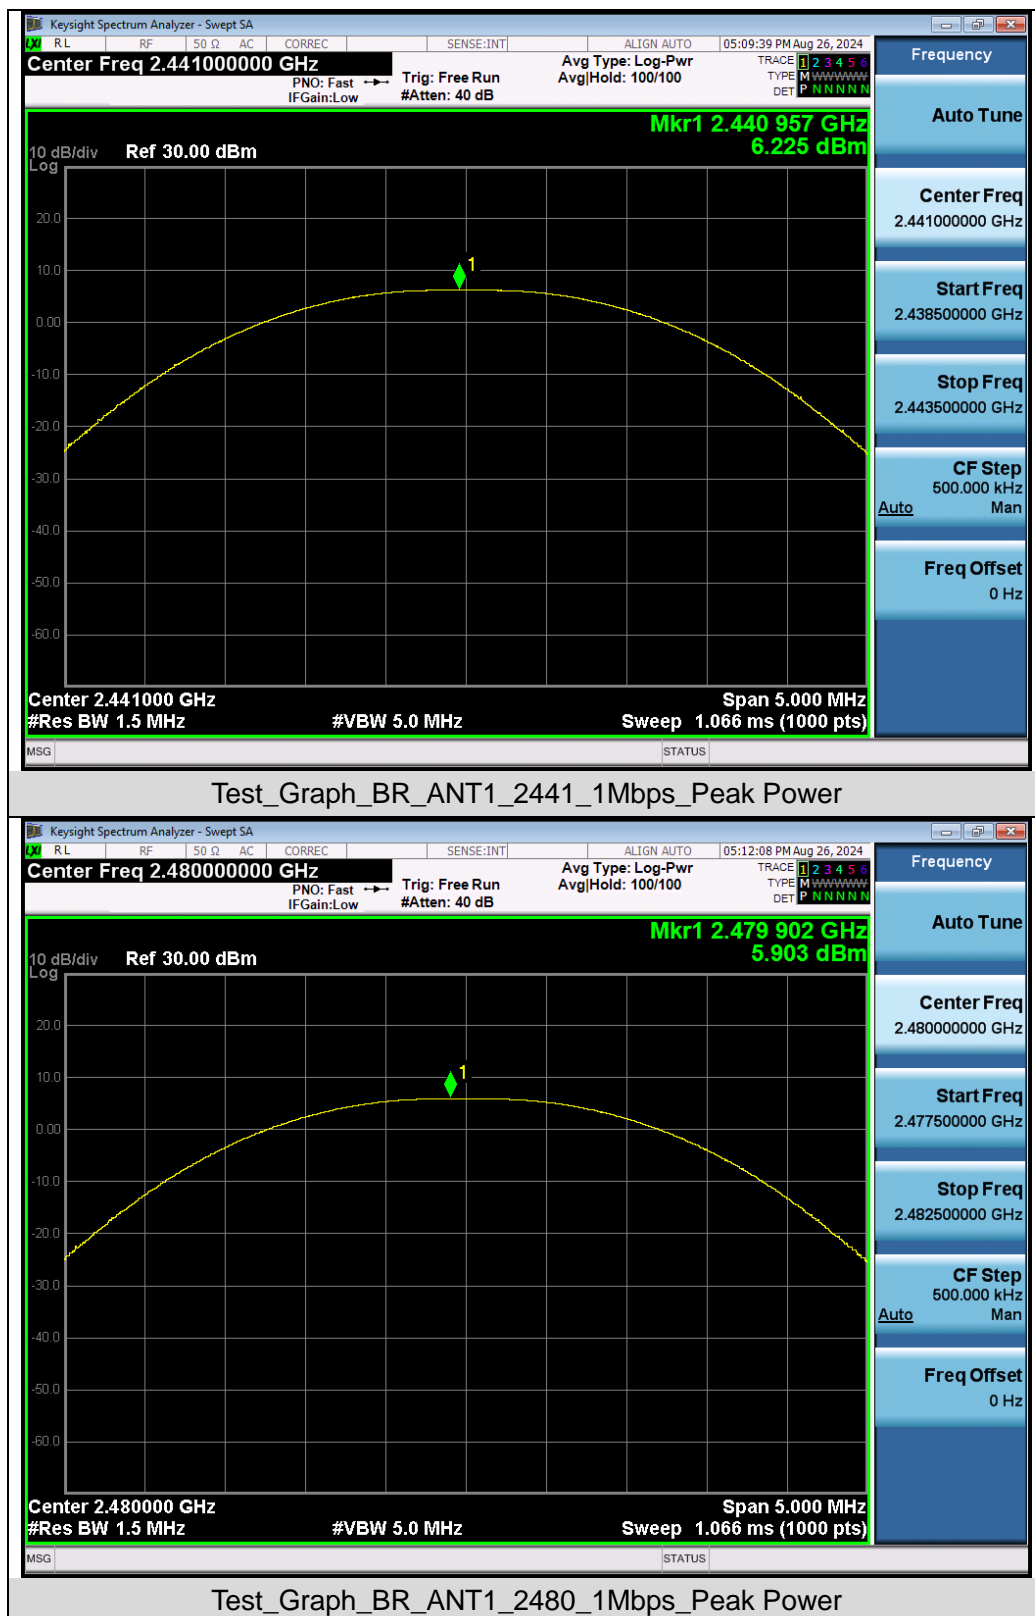 Keysight Spectrum Analyzer - Swept SA
LXI RL RF 50 Ω AC CORREC SENSE:INT ALIGN AUTO 05:09:39 PM Aug 26, 2024
Center Freq 2.441000000 GHz
PNO: Fast
IFGain:Low
Trig: Free Run
#Atten: 40 dB
Avg Type: Log-Pwr
Avg|Hold: 100/100
TRACE 1 2 3 4 5 6
TYPE M WWWWW
DET P N N N N N
Frequency
Mkr1 2.440 957 GHz
6.225 dBm
10 dB/div Ref 30.00 dBm
Log
20.0
10.0
0.00
-10.0
-20.0
-30.0
-40.0
-50.0
-60.0
1
Center 2.441000 GHz Span 5.000 MHz
#Res BW 1.5 MHz #VBW 5.0 MHz Sweep 1.066 ms (1000 pts)
Auto Tune
Center Freq
2.441000000 GHz
Start Freq
2.438500000 GHz
Stop Freq
2.443500000 GHz
CF Step
500.000 kHz
Auto Man
Freq Offset
0 Hz
MSG STATUS
Test_Graph_BR_ANT1_2441_1Mbps_Peak Power
Keysight Spectrum Analyzer - Swept SA
LXI RL RF 50 Ω AC CORREC SENSE:INT ALIGN AUTO 05:12:08 PM Aug 26, 2024
Center Freq 2.480000000 GHz
PNO: Fast
IFGain:Low
Trig: Free Run
#Atten: 40 dB
Avg Type: Log-Pwr
Avg|Hold: 100/100
TRACE 1 2 3 4 5 6
TYPE M WWWWW
DET P N N N N N
Frequency
Mkr1 2.479 902 GHz
5.903 dBm
10 dB/div Ref 30.00 dBm
Log
20.0
10.0
0.00
-10.0
-20.0
-30.0
-40.0
-50.0
-60.0
1
Center 2.480000 GHz Span 5.000 MHz
#Res BW 1.5 MHz #VBW 5.0 MHz Sweep 1.066 ms (1000 pts)
Auto Tune
Center Freq
2.480000000 GHz
Start Freq
2.477500000 GHz
Stop Freq
2.482500000 GHz
CF Step
500.000 kHz
Auto Man
Freq Offset
0 Hz
MSG STATUS
Test_Graph_BR_ANT1_2480_1Mbps_Peak Power